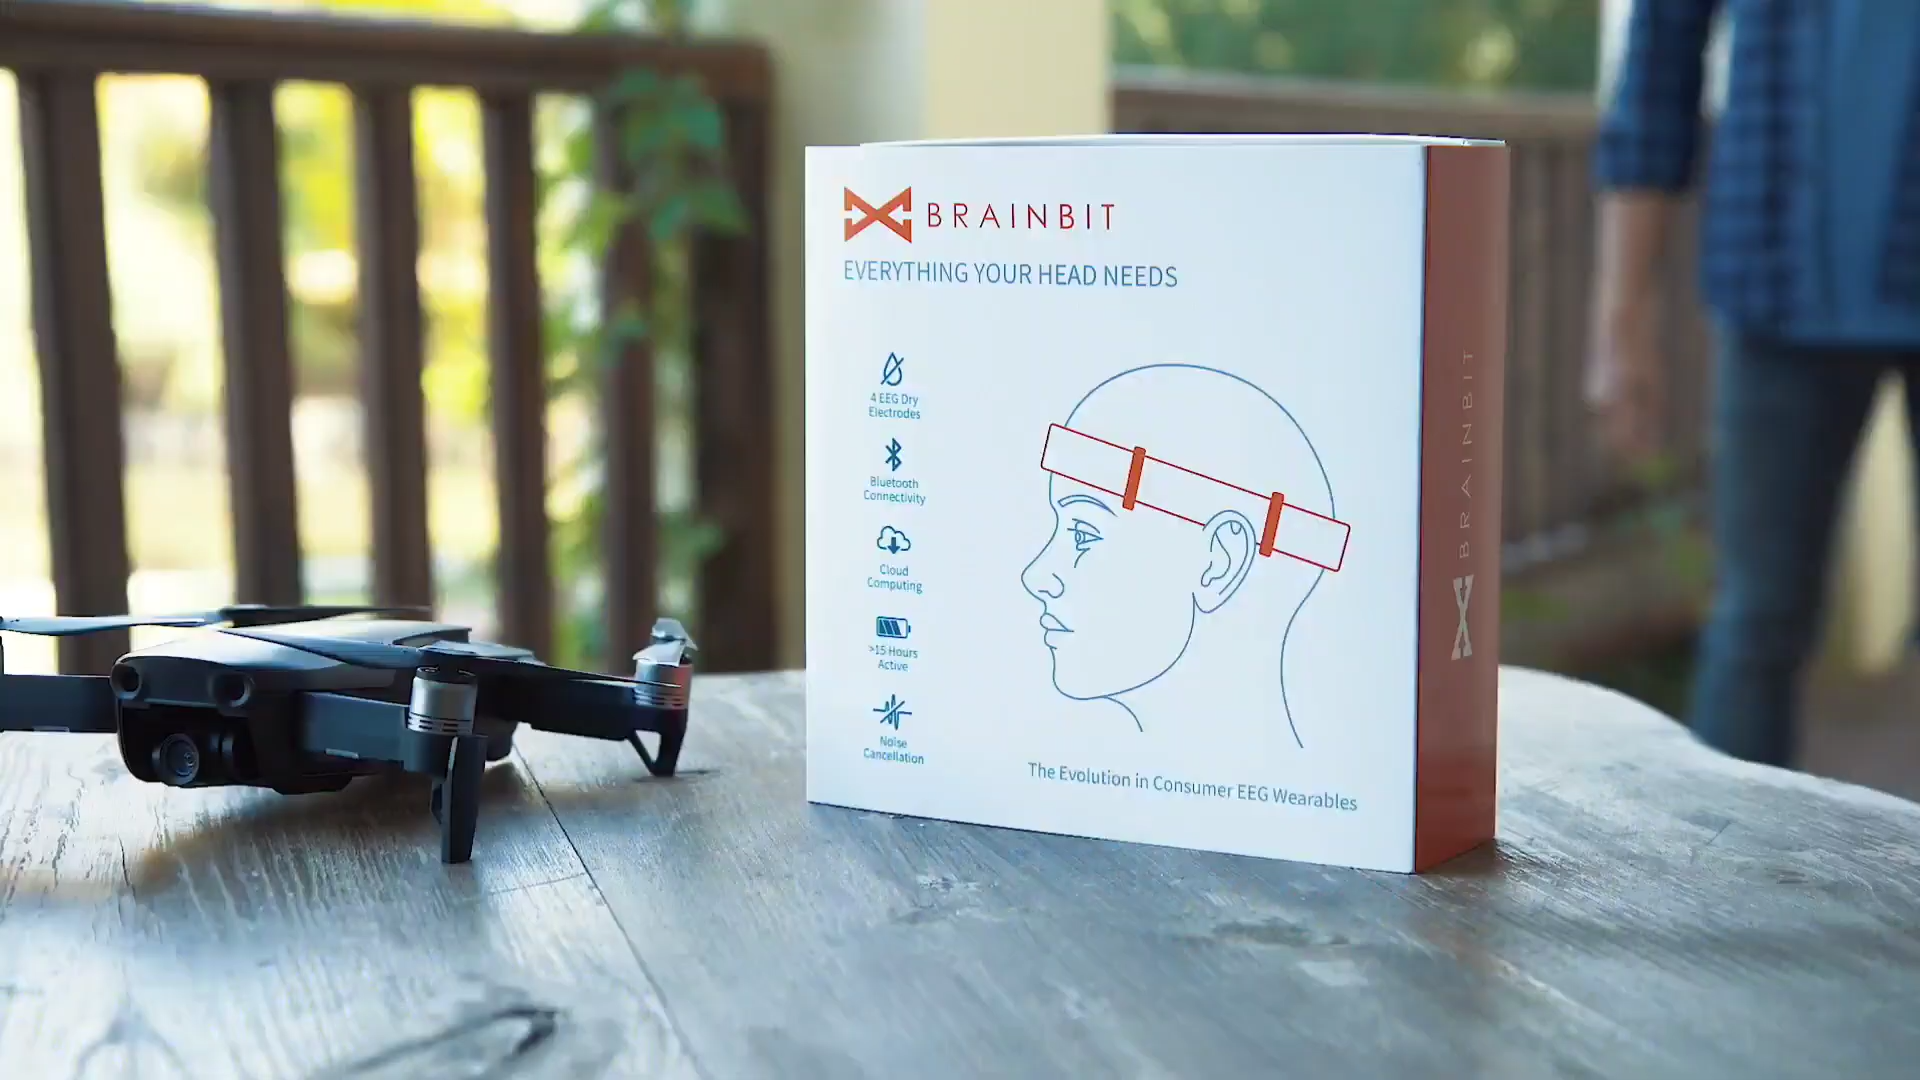 BRAINBIT
EVERYTHING YOUR HEAD NEEDS
4 EEG Dry
Electrodes
Bluetooth
Connectivity
Cloud
Computing
>15 Hours
Active
Noise
Cancellation
The Evolution in Consumer EEG Wearables
BRAINBIT